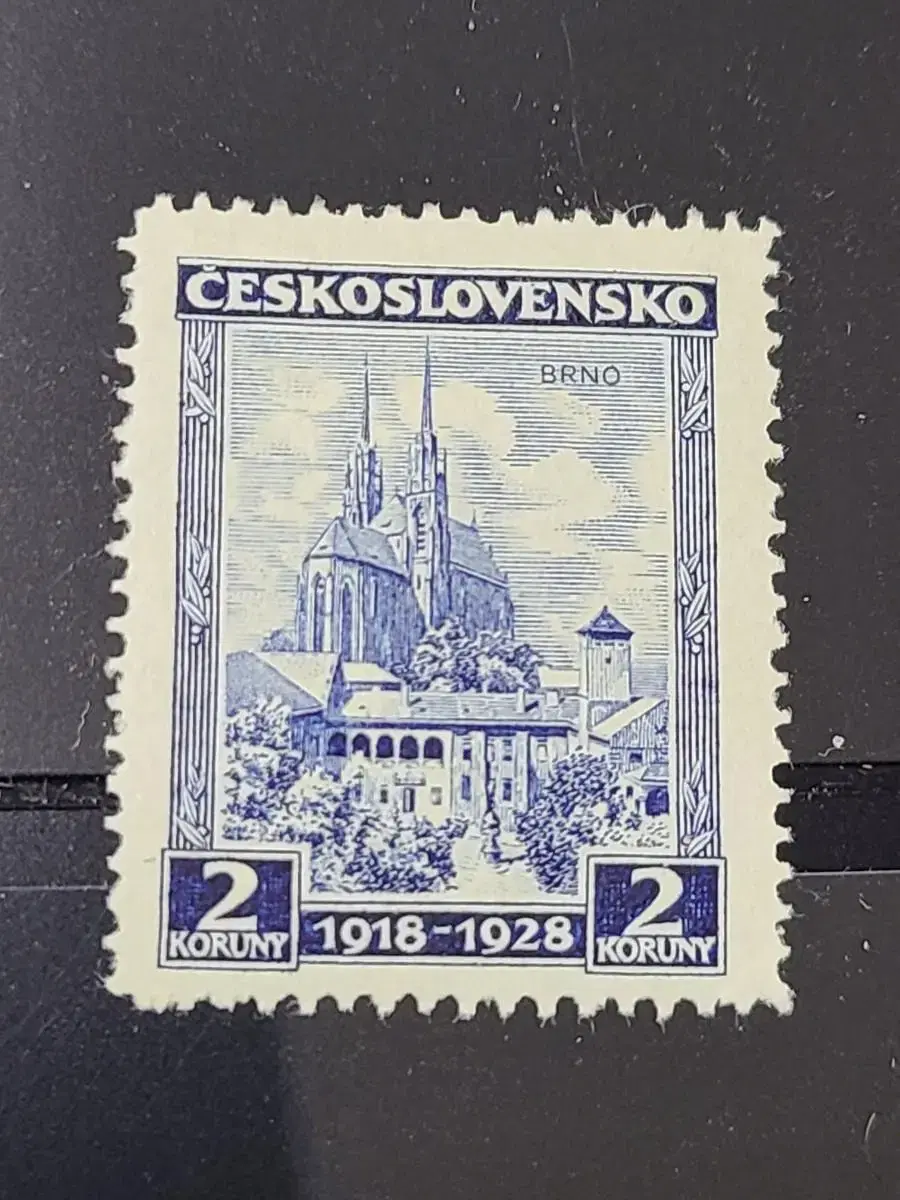 ČESKOSLOVENSKO
BRNO
2 1918-1928 2
KORUNY KORUNY